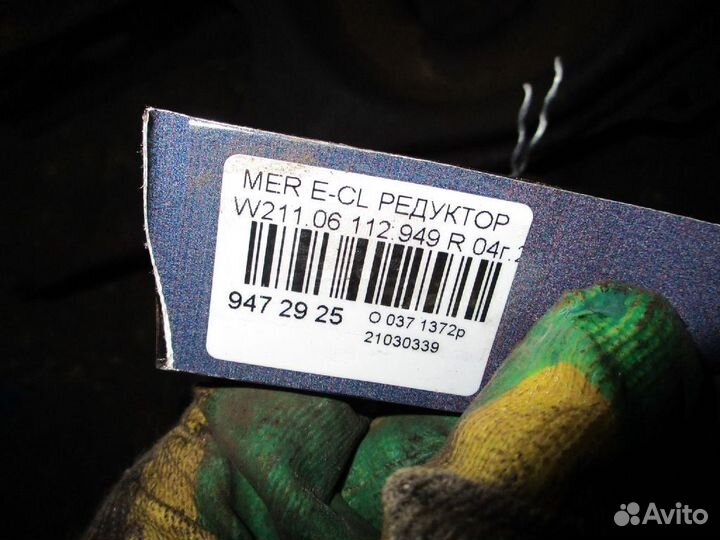 MER E-CL РЕДУКТОР
W211.06 112.949 R 04г.
947 29 25
О 037 1372р
21030339
Avito